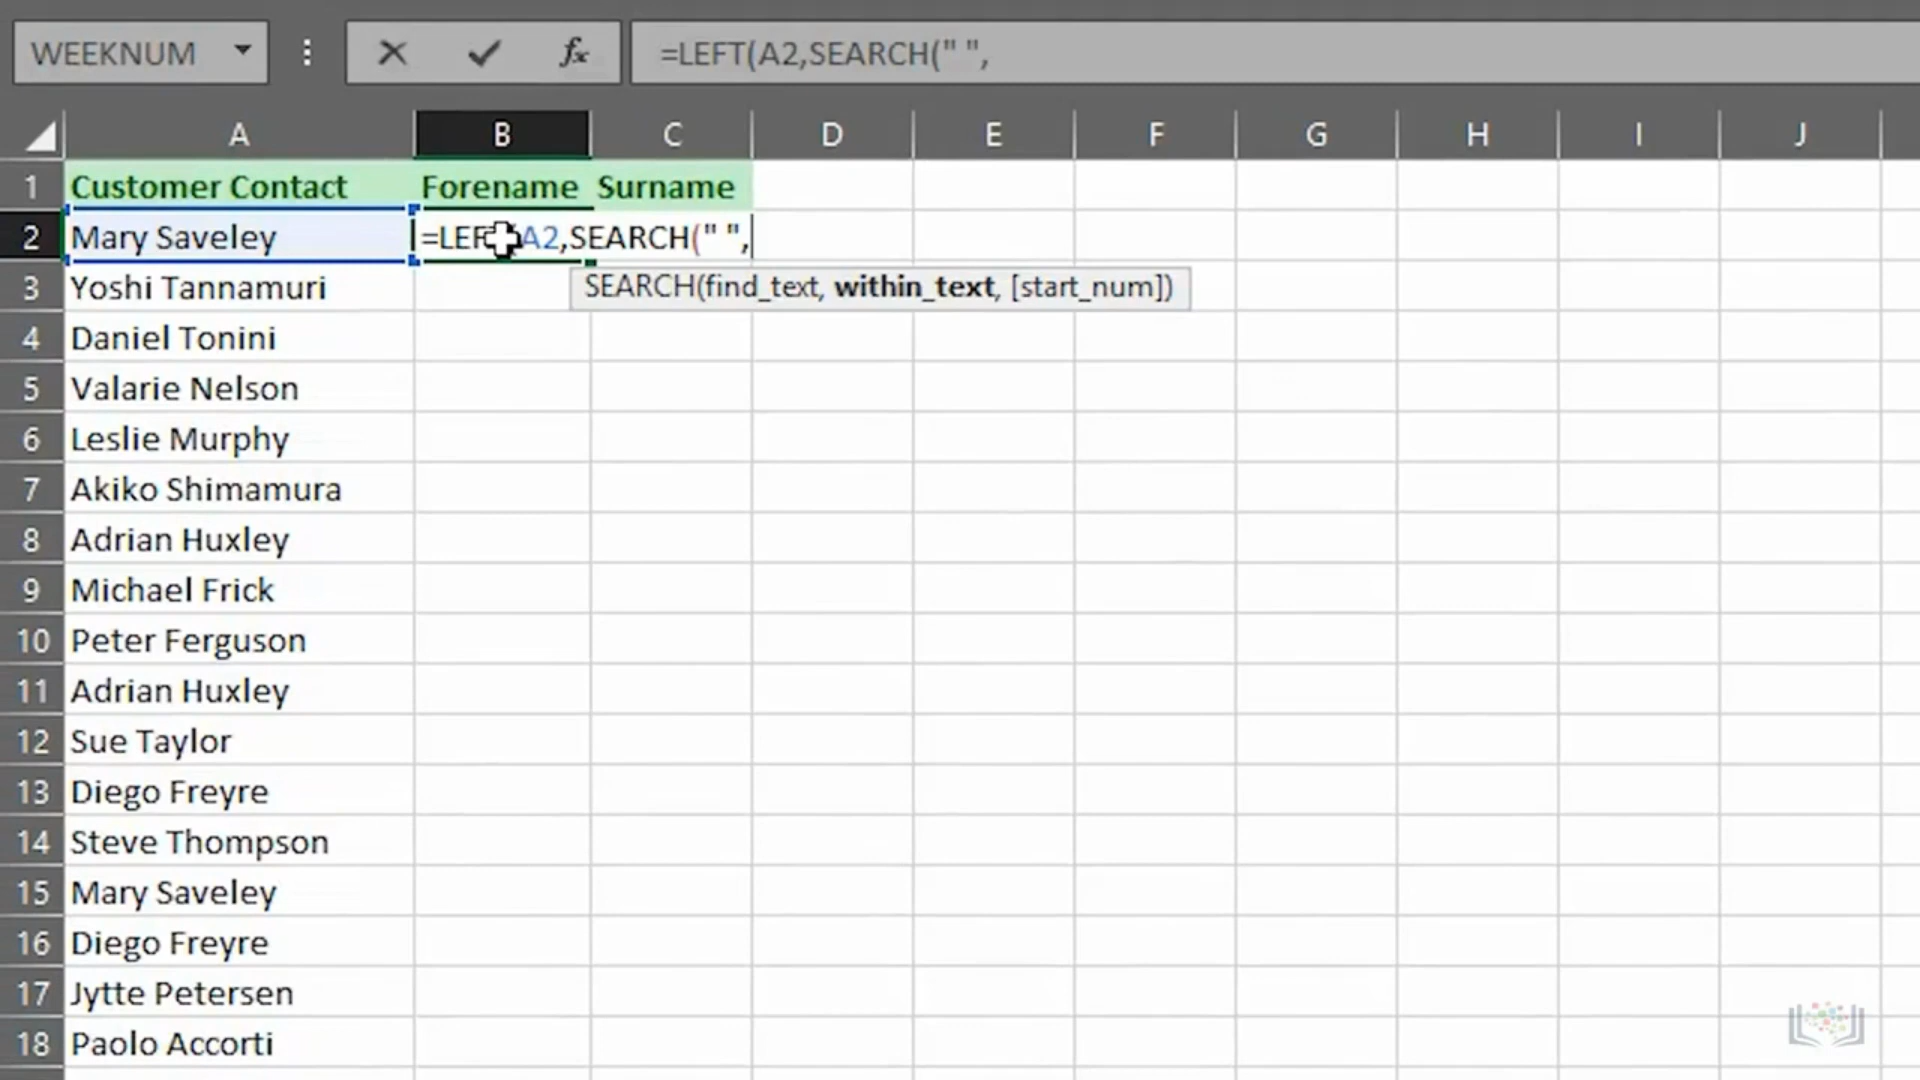 WEEKNUM fx =LEFT(A2,SEARCH(" ",
A B C D E F G H I J
1 Customer Contact Forename Surname
2 Mary Saveley =LEF A2,SEARCH(" ",
SEARCH(find_text, within_text, [start_num])
3 Yoshi Tannamuri
4 Daniel Tonini
5 Valarie Nelson
6 Leslie Murphy
7 Akiko Shimamura
8 Adrian Huxley
9 Michael Frick
10 Peter Ferguson
11 Adrian Huxley
12 Sue Taylor
13 Diego Freyre
14 Steve Thompson
15 Mary Saveley
16 Diego Freyre
17 Jytte Petersen
18 Paolo Accorti